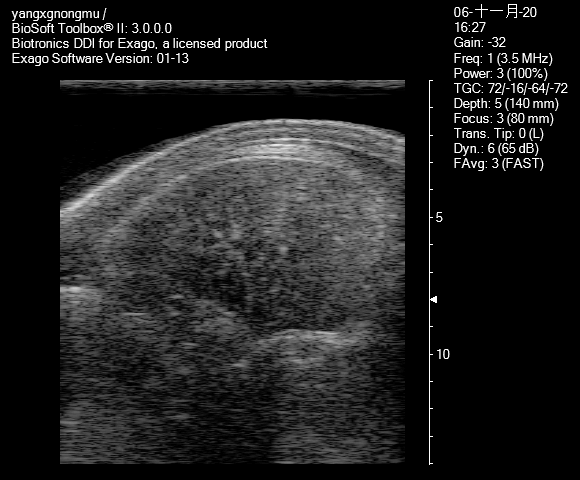 yangxgnongmu /
BioSoft Toolbox® II: 3.0.0.0
Biotronics DDI for Exago, a licensed product
Exago Software Version: 01-13
06-十一月-20
16:27
Gain: -32
Freq: 1 (3.5 MHz)
Power: 3 (100%)
TGC: 72/-16/-64/-72
Depth: 5 (140 mm)
Focus: 3 (80 mm)
Trans. Tip: 0 (L)
Dyn.: 6 (65 dB)
FAvg: 3 (FAST)
5
10